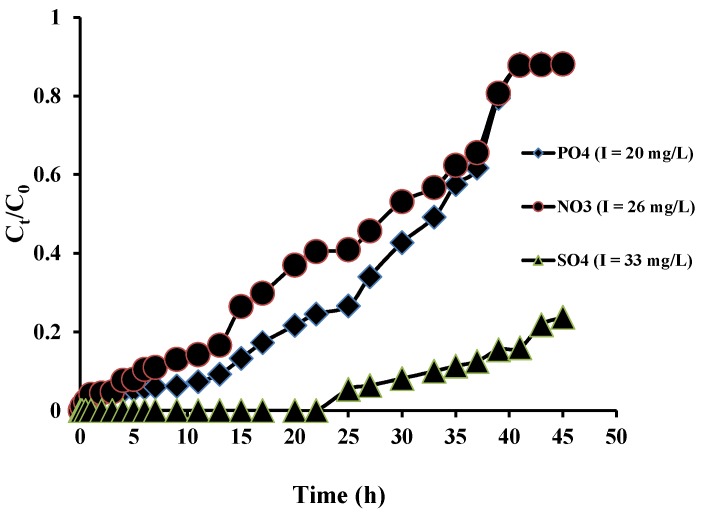 1
0.8
0.6
0.4
0.2
0
Ct/C0
0 5 10 15 20 25 30 35 40 45 50
Time (h)
PO4 (I = 20 mg/L)
NO3 (I = 26 mg/L)
SO4 (I = 33 mg/L)